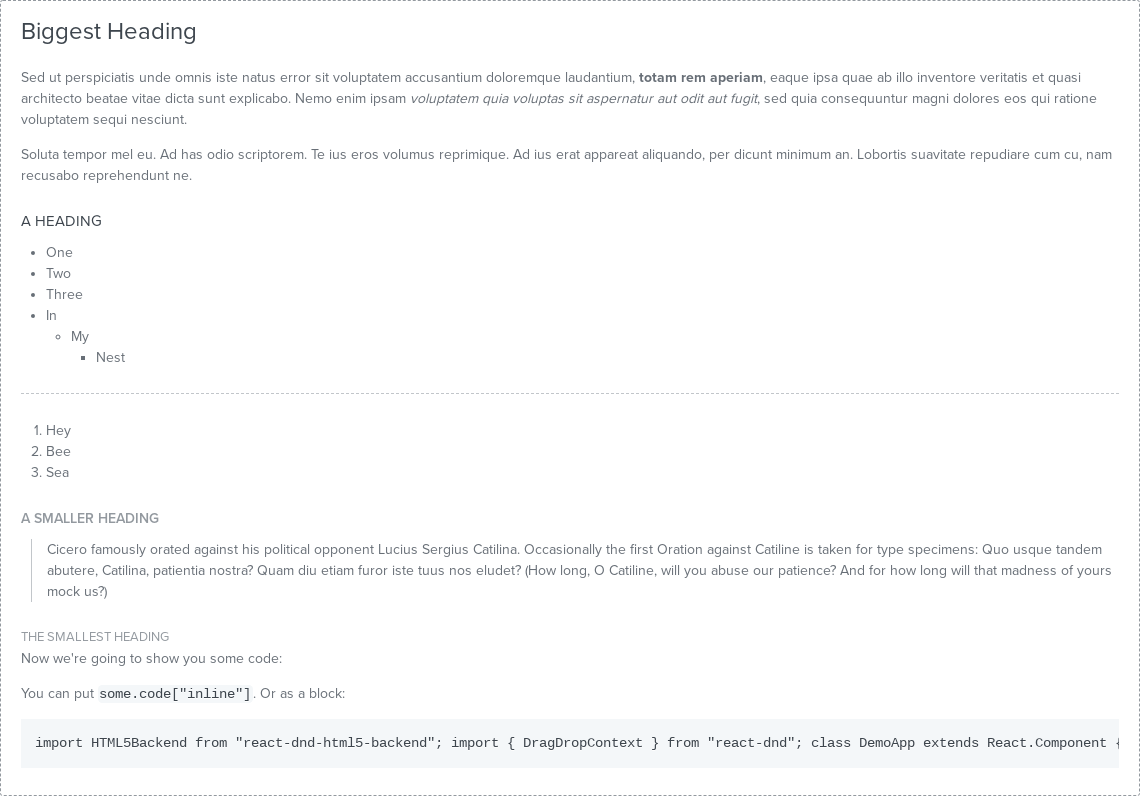 Biggest Heading
Sed ut perspiciatis unde omnis iste natus error sit voluptatem accusantium doloremque laudantium, totam rem aperiam, eaque ipsa quae ab illo inventore veritatis et quasi
architecto beatae vitae dicta sunt explicabo. Nemo enim ipsam voluptatem quia voluptas sit aspernatur aut odit aut fugit, sed quia consequuntur magni dolores eos qui ratione
voluptatem sequi nesciunt.
Soluta tempor mel eu. Ad has odio scriptorem. Te ius eros volumus reprimique. Ad ius erat appareat aliquando, per dicunt minimum an. Lobortis suavitate repudiare cum cu, nam
recusabo reprehendunt ne.
A HEADING
• One
• Two
• Three
• In
◦ My
▪ Nest
1. Hey
2. Bee
3. Sea
A SMALLER HEADING
Cicero famously orated against his political opponent Lucius Sergius Catilina. Occasionally the first Oration against Catiline is taken for type specimens: Quo usque tandem
abutere, Catilina, patientia nostra? Quam diu etiam furor iste tuus nos eludet? (How long, O Catiline, will you abuse our patience? And for how long will that madness of yours
mock us?)
THE SMALLEST HEADING
Now we're going to show you some code:
You can put some.code["inline"]. Or as a block:
import HTML5Backend from "react-dnd-html5-backend"; import { DragDropContext } from "react-dnd"; class DemoApp extends React.Component {